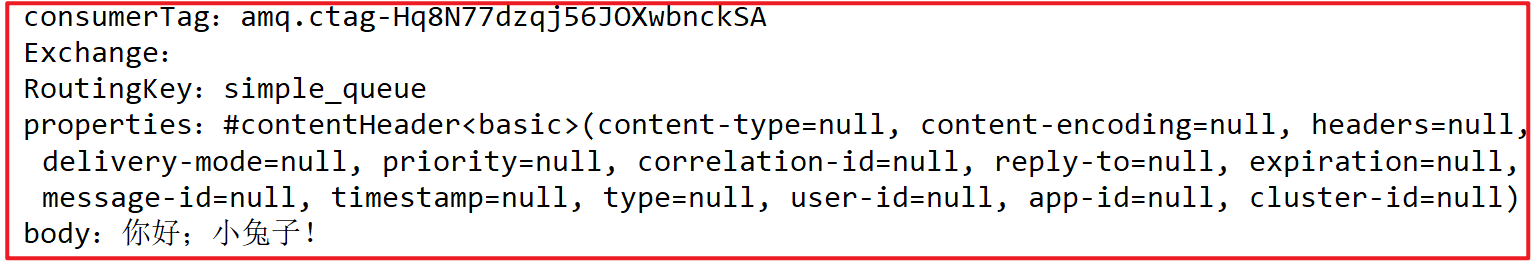 consumerTag：amq.ctag-Hq8N77dzqj56JOXwbnckSA
Exchange：
RoutingKey：simple_queue
properties：#contentHeader<basic>(content-type=null, content-encoding=null, headers=null,
delivery-mode=null, priority=null, correlation-id=null, reply-to=null, expiration=null,
message-id=null, timestamp=null, type=null, user-id=null, app-id=null, cluster-id=null)
body：你好；小兔子！